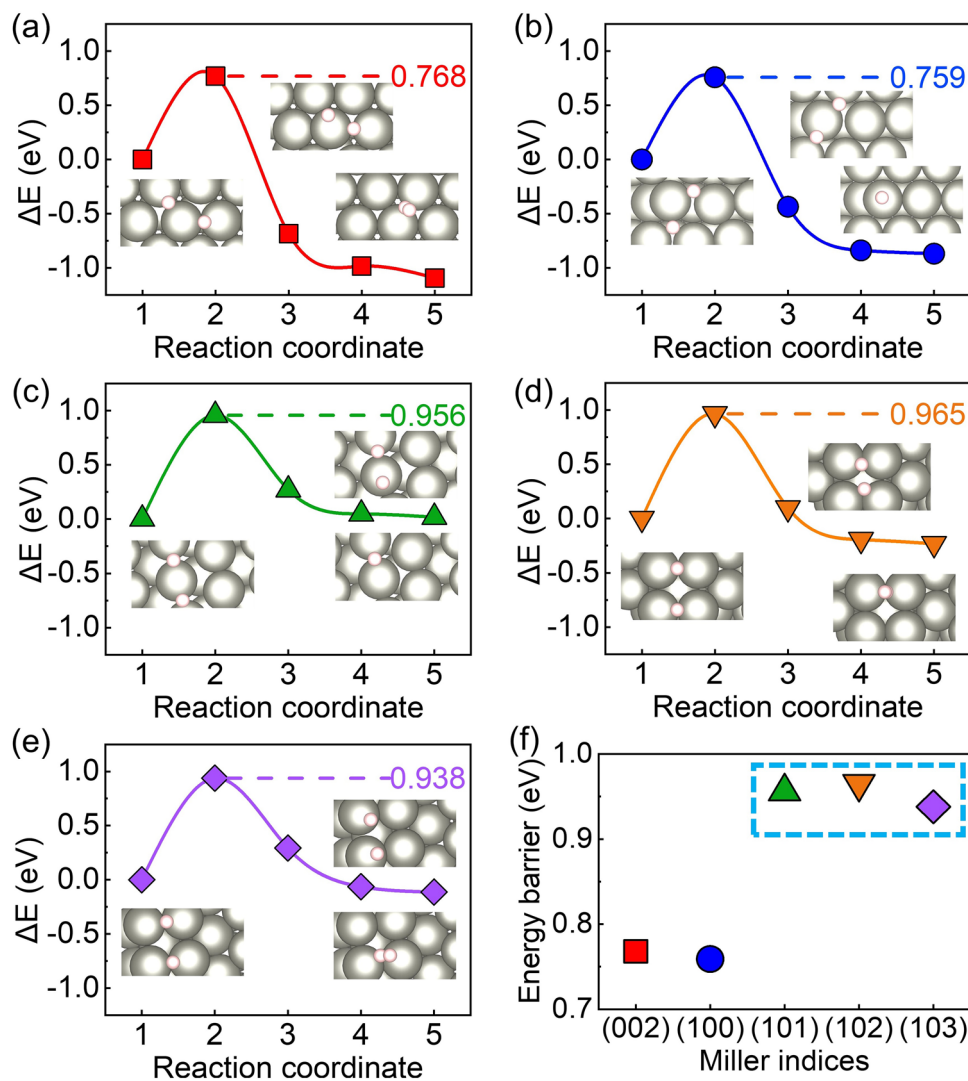 (a)
1.0
0.5
0.0
-0.5
-1.0
ΔE (eV)
0.768
1 2 3 4 5
Reaction coordinate
(b)
1.0
0.5
0.0
-0.5
-1.0
ΔE (eV)
0.759
1 2 3 4 5
Reaction coordinate
(c)
1.0
0.5
0.0
-0.5
-1.0
ΔE (eV)
0.956
1 2 3 4 5
Reaction coordinate
(d)
1.0
0.5
0.0
-0.5
-1.0
ΔE (eV)
0.965
1 2 3 4 5
Reaction coordinate
(e)
1.0
0.5
0.0
-0.5
-1.0
ΔE (eV)
0.938
1 2 3 4 5
Reaction coordinate
(f)
1.0
0.9
0.8
0.7
Energy barrier (eV)
(002) (100) (101) (102) (103)
Miller indices